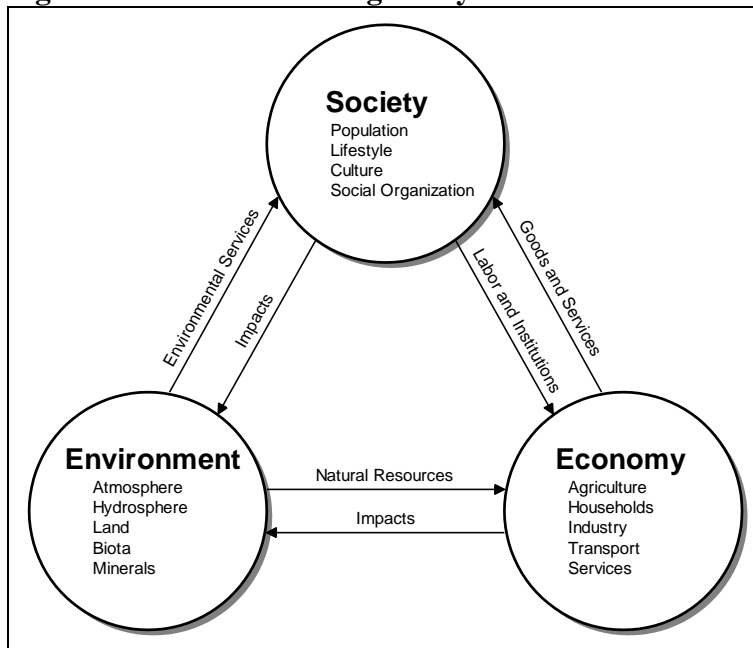 Society
Population
Lifestyle
Culture
Social Organization
Environmental Services
Impacts
Labor and Institutions
Goods and Services
Environment
Atmosphere
Hydrosphere
Land
Biota
Minerals
Natural Resources
Impacts
Economy
Agriculture
Households
Industry
Transport
Services